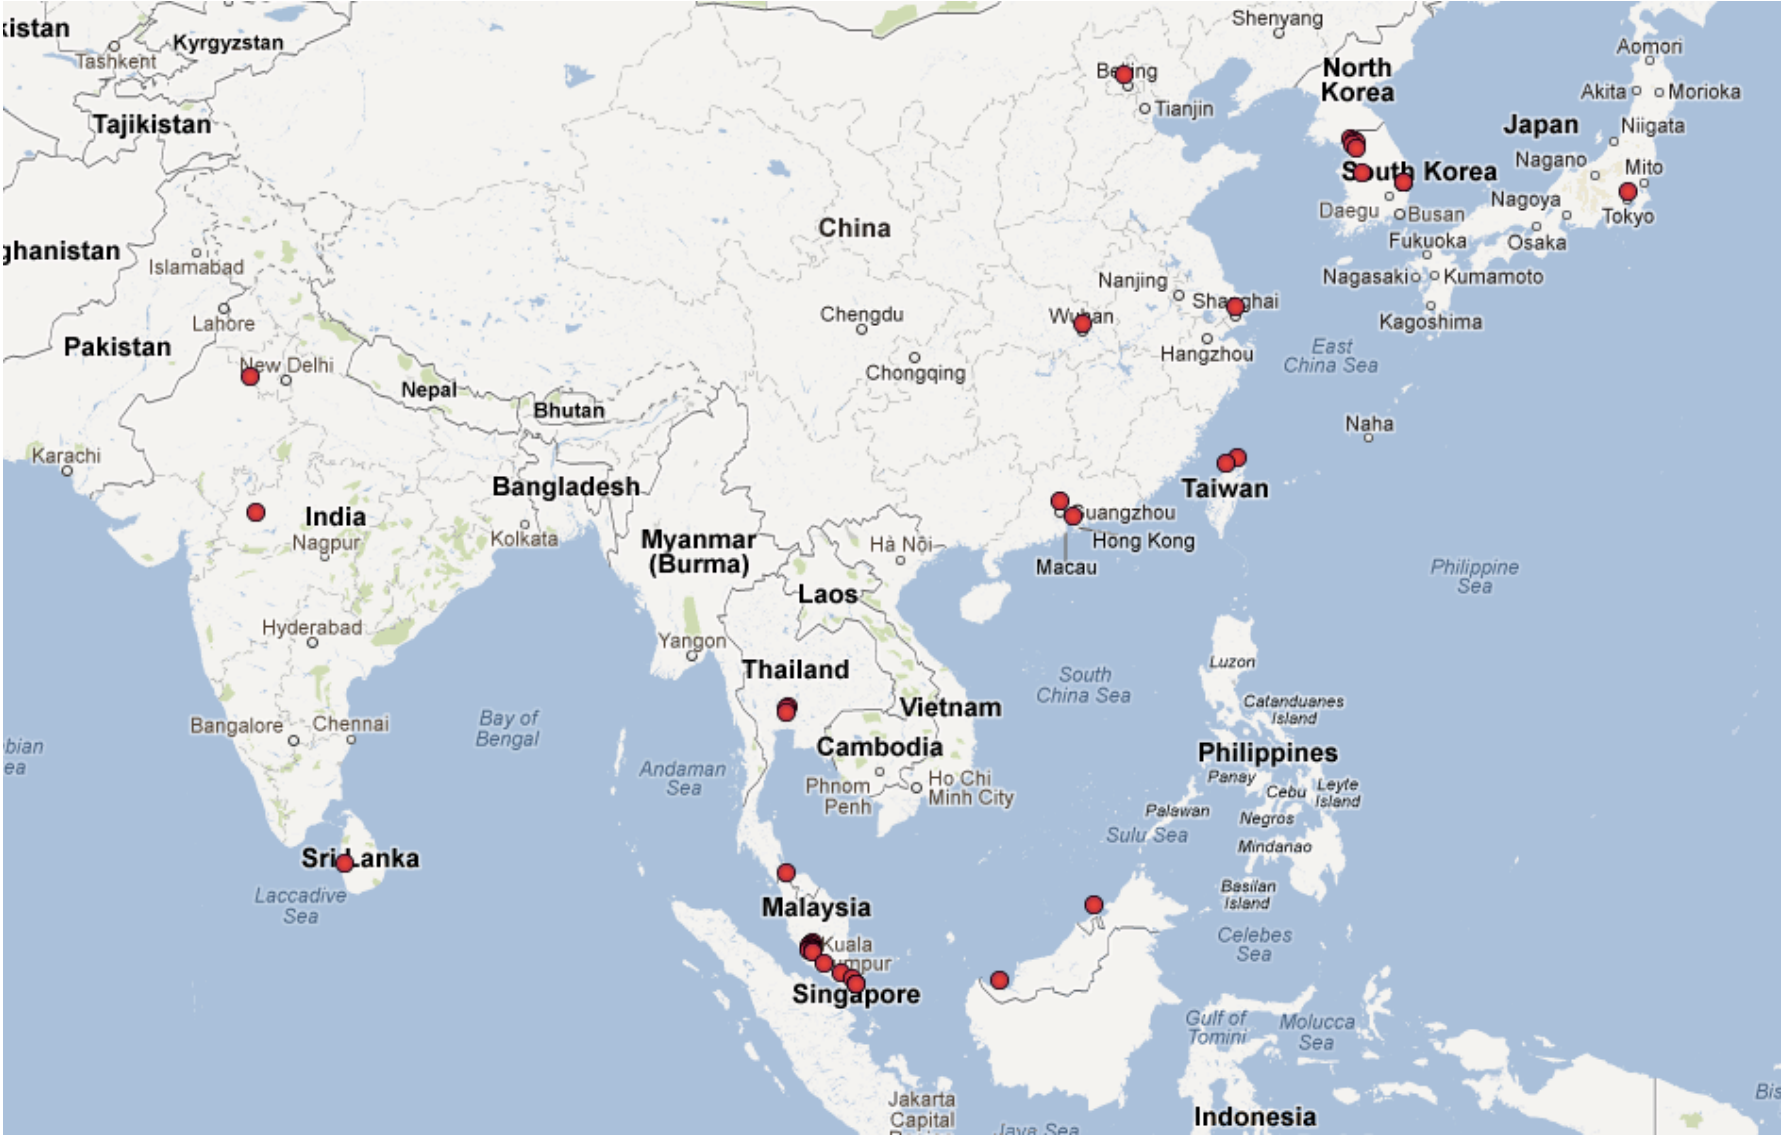 Shenyang
kistan
Kyrgyzstan
Tashkent
Aomori
Beijing
North
Korea
Akita
Morioka
Tianjin
Tajikistan
Japan
Niigata
Nagano
Mito
South Korea
Nagoya
Daegu
Busan
Tokyo
China
Fukuoka
Osaka
ghanistan
Islamabad
Nanjing
Nagasaki
Kumamoto
Shanghai
Chengdu
Wuhan
Lahore
Kagoshima
Pakistan
East
China Sea
Hangzhou
New Delhi
Chongqing
Nepal
Bhutan
Naha
Karachi
Bangladesh
Taiwan
India
Guangzhou
Nagpur
Kolkata
Myanmar
(Burma)
Hà Nội
Hong Kong
Macau
Philippine
Sea
Laos
Hyderabad
Yangon
Luzon
Thailand
South
China Sea
Catanduanes
Island
Vietnam
Bangalore
Chennai
Bay of
Bengal
bian
ea
Cambodia
Philippines
Andaman
Sea
Phnom
Penh
Ho Chi
Minh City
Panay
Cebu
Leyte
Island
Palawan
Negros
Sulu Sea
Mindanao
Sri Lanka
Laccadive
Sea
Basilan
Island
Malaysia
Kuala
Lumpur
Celebes
Sea
Singapore
Gulf of
Tomini
Molucca
Sea
Jakarta
Capital
Indonesia
Java Sea
Bis